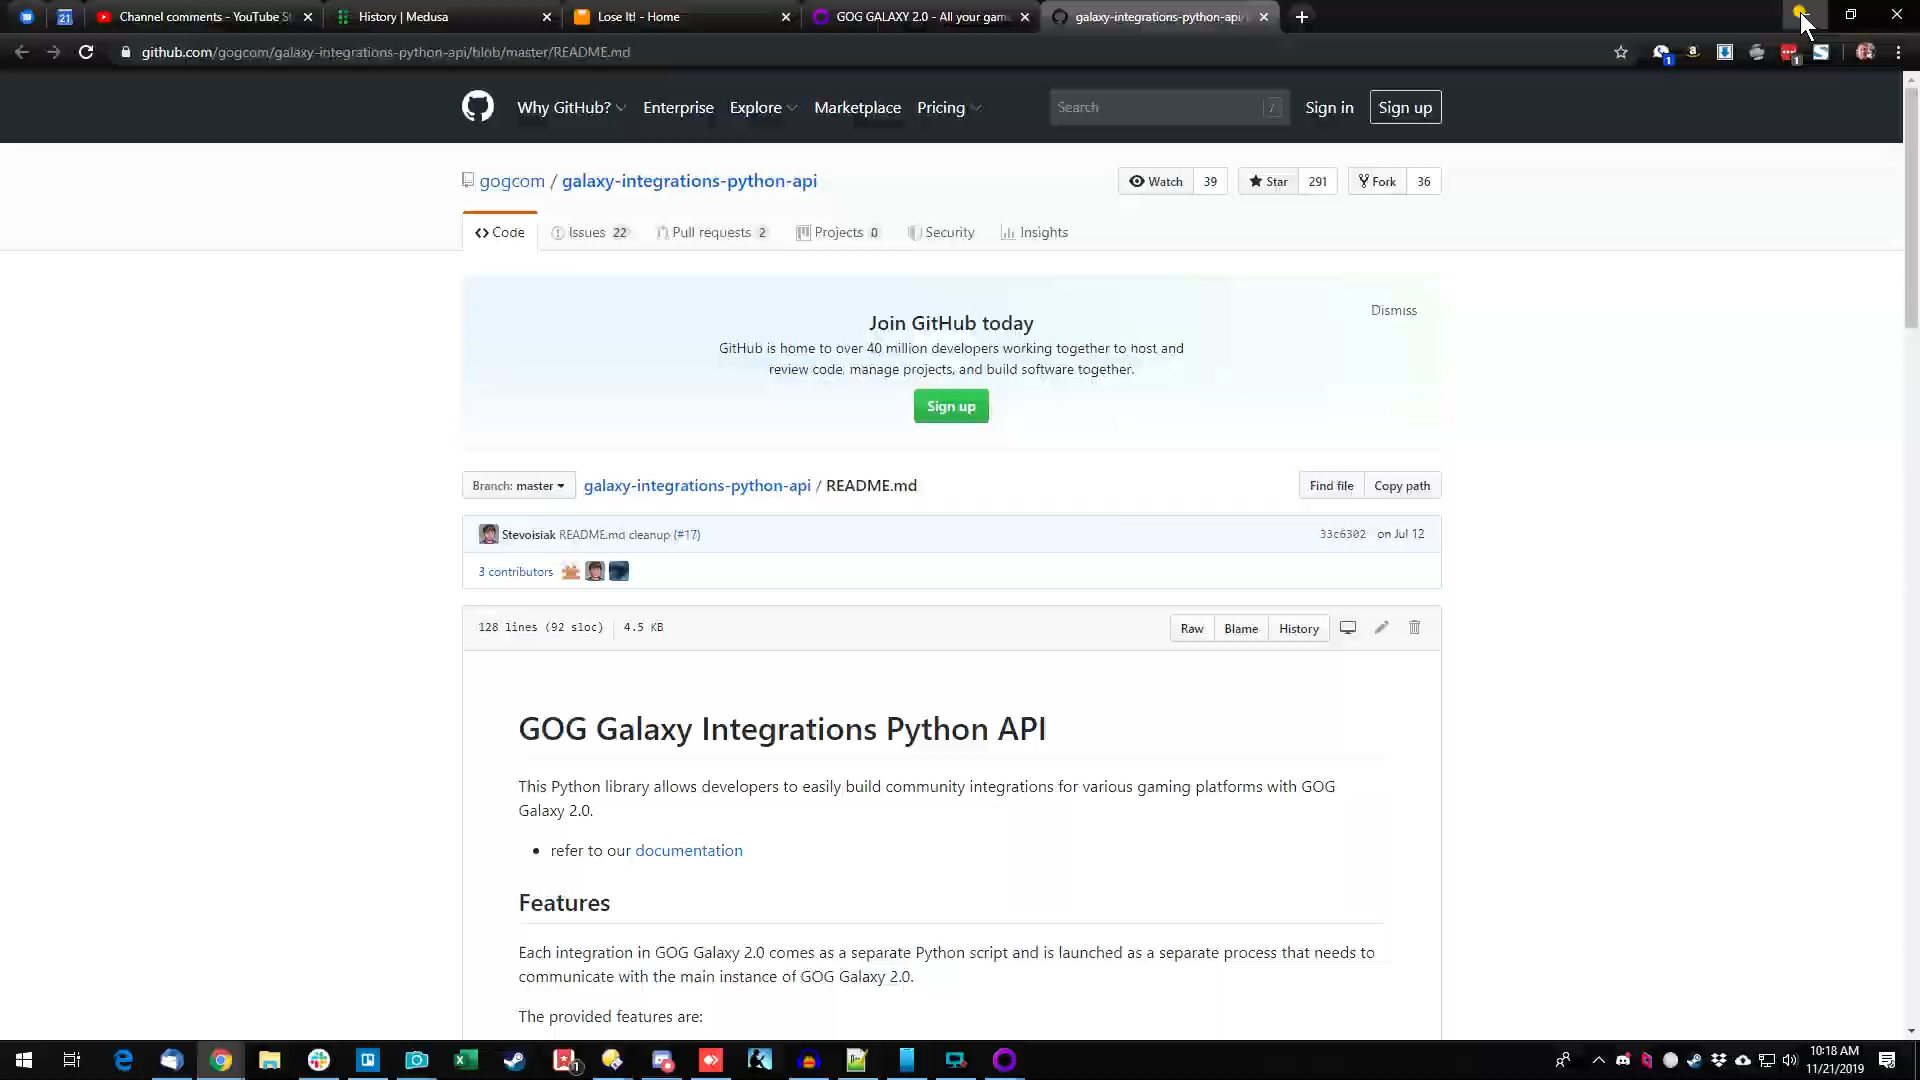 21
Channel comments - YouTube St
History | Medusa
Lose It! - Home
GOG GALAXY 2.0 - All your gam
galaxy-integrations-python-api/
github.com/gogcom/galaxy-integrations-python-api/blob/master/README.md
1
a
1
Why GitHub? Enterprise Explore Marketplace Pricing
Search /
Sign in Sign up
gogcom / galaxy-integrations-python-api
Watch 39 Star 291 Fork 36
Code Issues 22 Pull requests 2 Projects 0 Security Insights
Dismiss
Join GitHub today
GitHub is home to over 40 million developers working together to host and
review code, manage projects, and build software together.
Sign up
Branch: master galaxy-integrations-python-api / README.md Find file Copy path
Stevoisiak README.md cleanup (#17) 33c6302 on Jul 12
3 contributors
128 lines (92 sloc) 4.5 KB Raw Blame History
GOG Galaxy Integrations Python API
This Python library allows developers to easily build community integrations for various gaming platforms with GOG
Galaxy 2.0.
• refer to our documentation
Features
Each integration in GOG Galaxy 2.0 comes as a separate Python script and is launched as a separate process that needs to
communicate with the main instance of GOG Galaxy 2.0.
The provided features are:
1
10:18 AM
11/21/2019